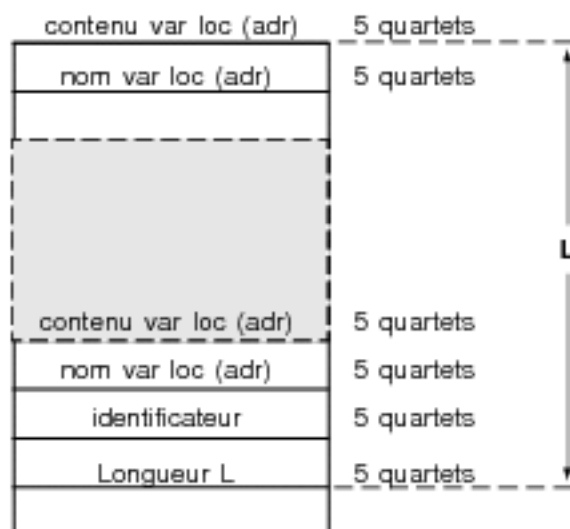 contenu var loc (adr) 5 quartets
nom var loc (adr) 5 quartets
L
contenu var loc (adr) 5 quartets
nom var loc (adr) 5 quartets
identificateur 5 quartets
Longueur L 5 quartets